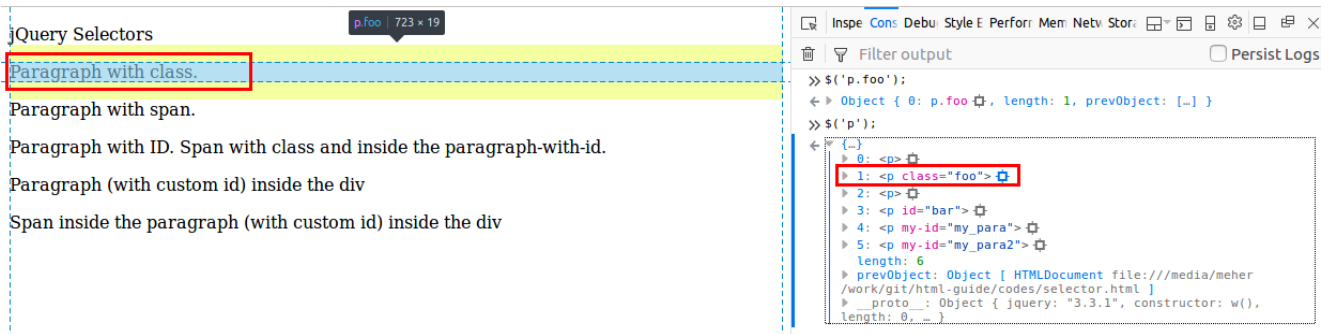 p.foo | 723 × 19
jQuery Selectors
Paragraph with class.
Paragraph with span.
Paragraph with ID. Span with class and inside the paragraph-with-id.
Paragraph (with custom id) inside the div
Span inside the paragraph (with custom id) inside the div
Inspe Cons Debu Style E Perforr Mem Netw Stora
Filter output Persist Logs
$('p.foo');
Object { 0: p.foo , length: 1, prevObject: […] }
$('p');
{…}
0: <p>
1: <p class="foo">
2: <p>
3: <p id="bar">
4: <p my-id="my_para">
5: <p my-id="my_para2">
length: 6
prevObject: Object [ HTMLDocument file:///media/meher
/work/git/html-guide/codes/selector.html ]
__proto__: Object { jquery: "3.3.1", constructor: w(),
length: 0, … }